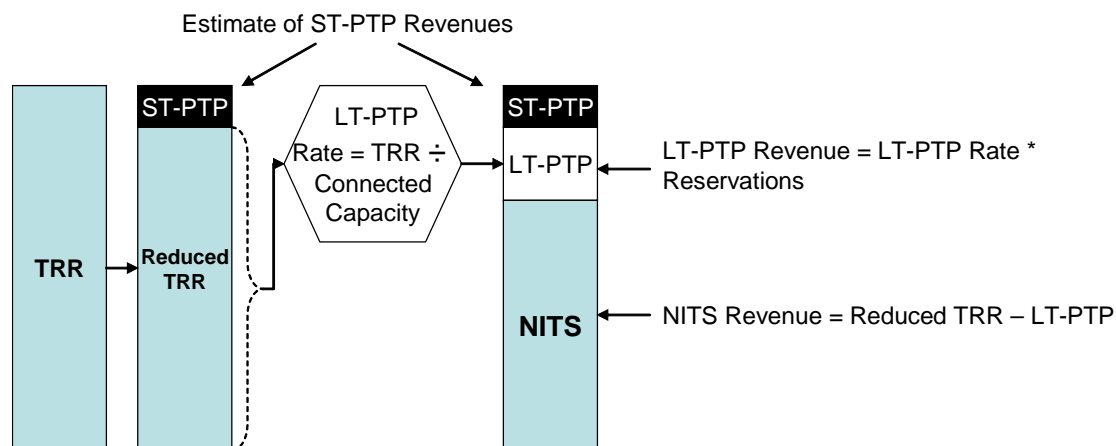 Estimate of ST-PTP Revenues
TRR
ST-PTP
Reduced
TRR
LT-PTP
Rate = TRR ÷
Connected
Capacity
ST-PTP
LT-PTP
NITS
LT-PTP Revenue = LT-PTP Rate *
Reservations
NITS Revenue = Reduced TRR – LT-PTP